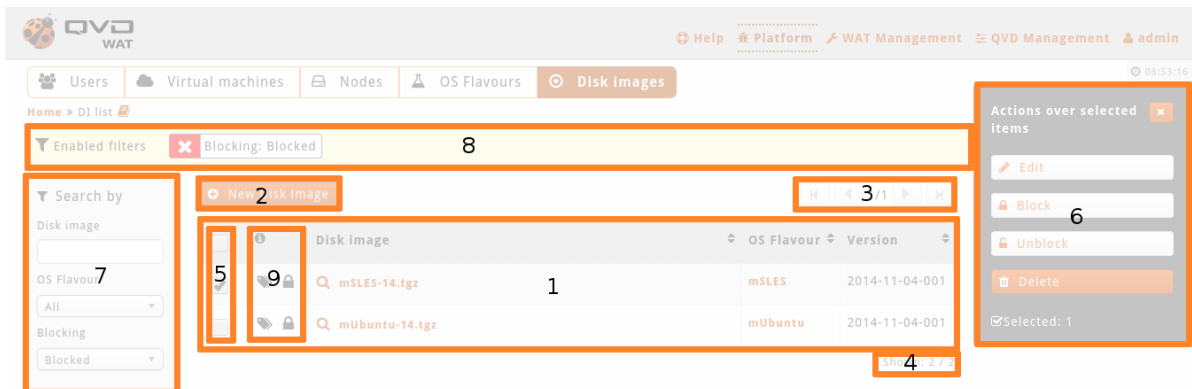 QVD
WAT
Help Platform WAT Management QVD Management admin
Users Virtual machines Nodes OS Flavours Disk images
08:53:16
Home » DI list
Actions over selected
items
Enabled filters Blocking: Blocked 8
Edit
Search by
New Disk image 2
3 /1
Block
6
Disk image
Disk image OS Flavour Version
Unblock
7
5 9 1
OS Flavour
mSLES-14.tgz mSLES 2014-11-04-001
Delete
All
Blocking
mUbuntu-14.tgz mUbuntu 2014-11-04-001
Selected: 1
Blocked
4 2 / 2